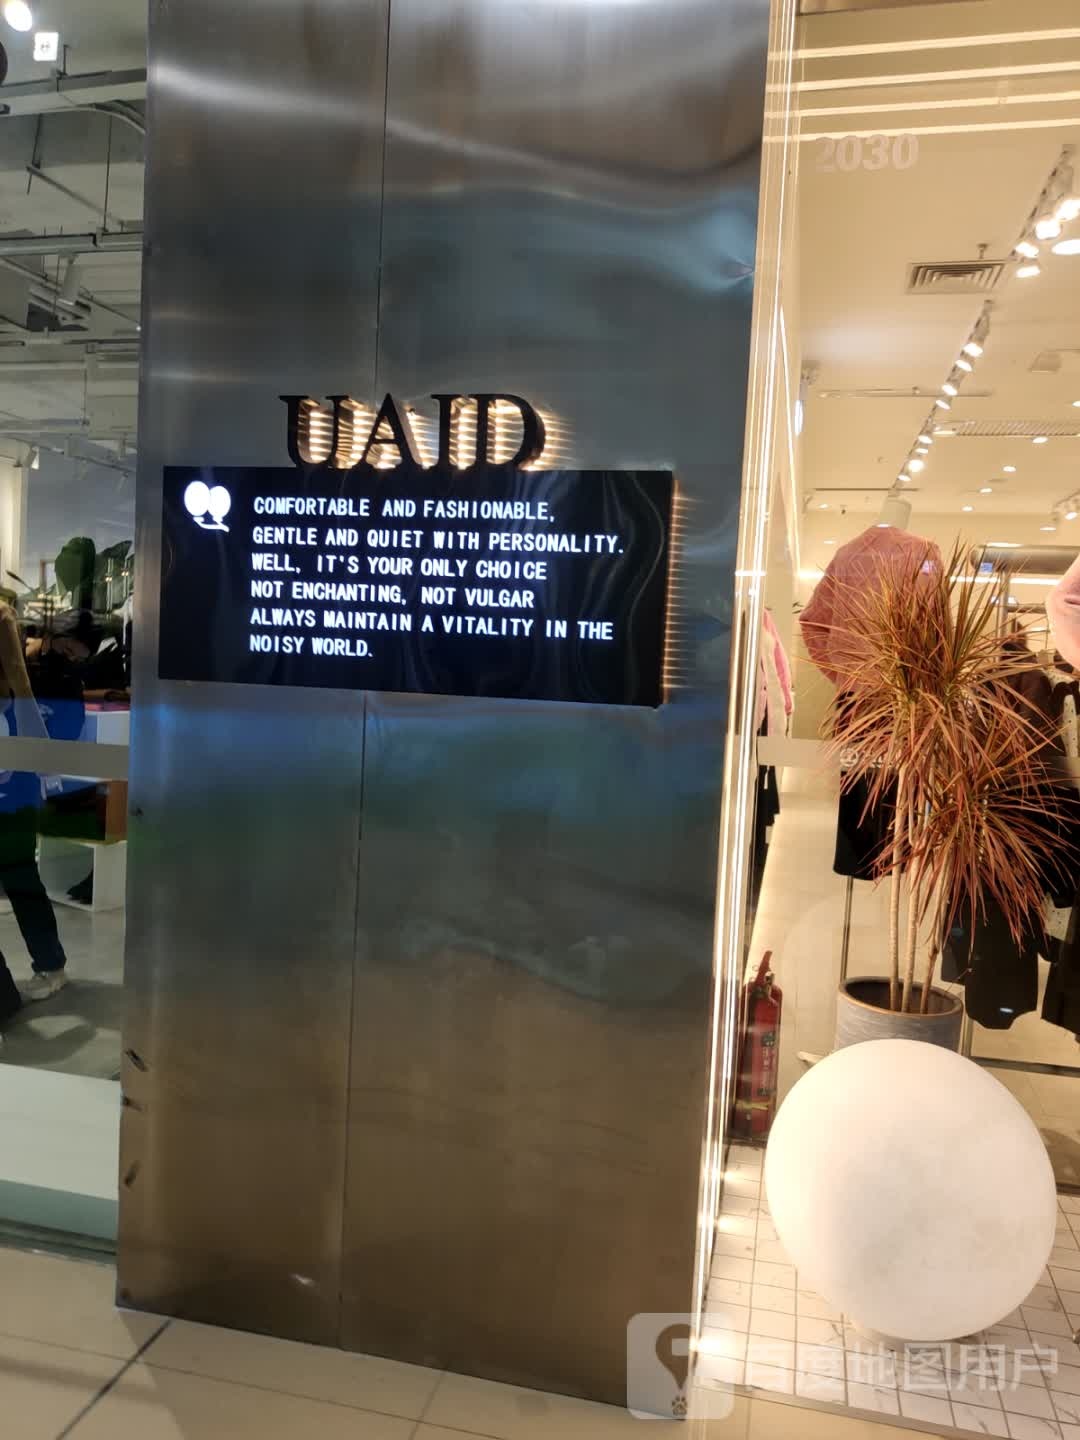 2030
UAID
COMFORTABLE AND FASHIONABLE,
GENTLE AND QUIET WITH PERSONALITY.
WELL, IT'S YOUR ONLY CHOICE
NOT ENCHANTING, NOT VULGAR
ALWAYS MAINTAIN A VITALITY IN THE
NOISY WORLD.
百度地图用户